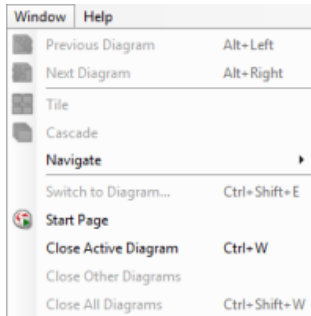 Window Help
Previous Diagram Alt+Left
Next Diagram Alt+Right
Tile
Cascade
Navigate
Switch to Diagram... Ctrl+Shift+E
Start Page
Close Active Diagram Ctrl+W
Close Other Diagrams
Close All Diagrams Ctrl+Shift+W